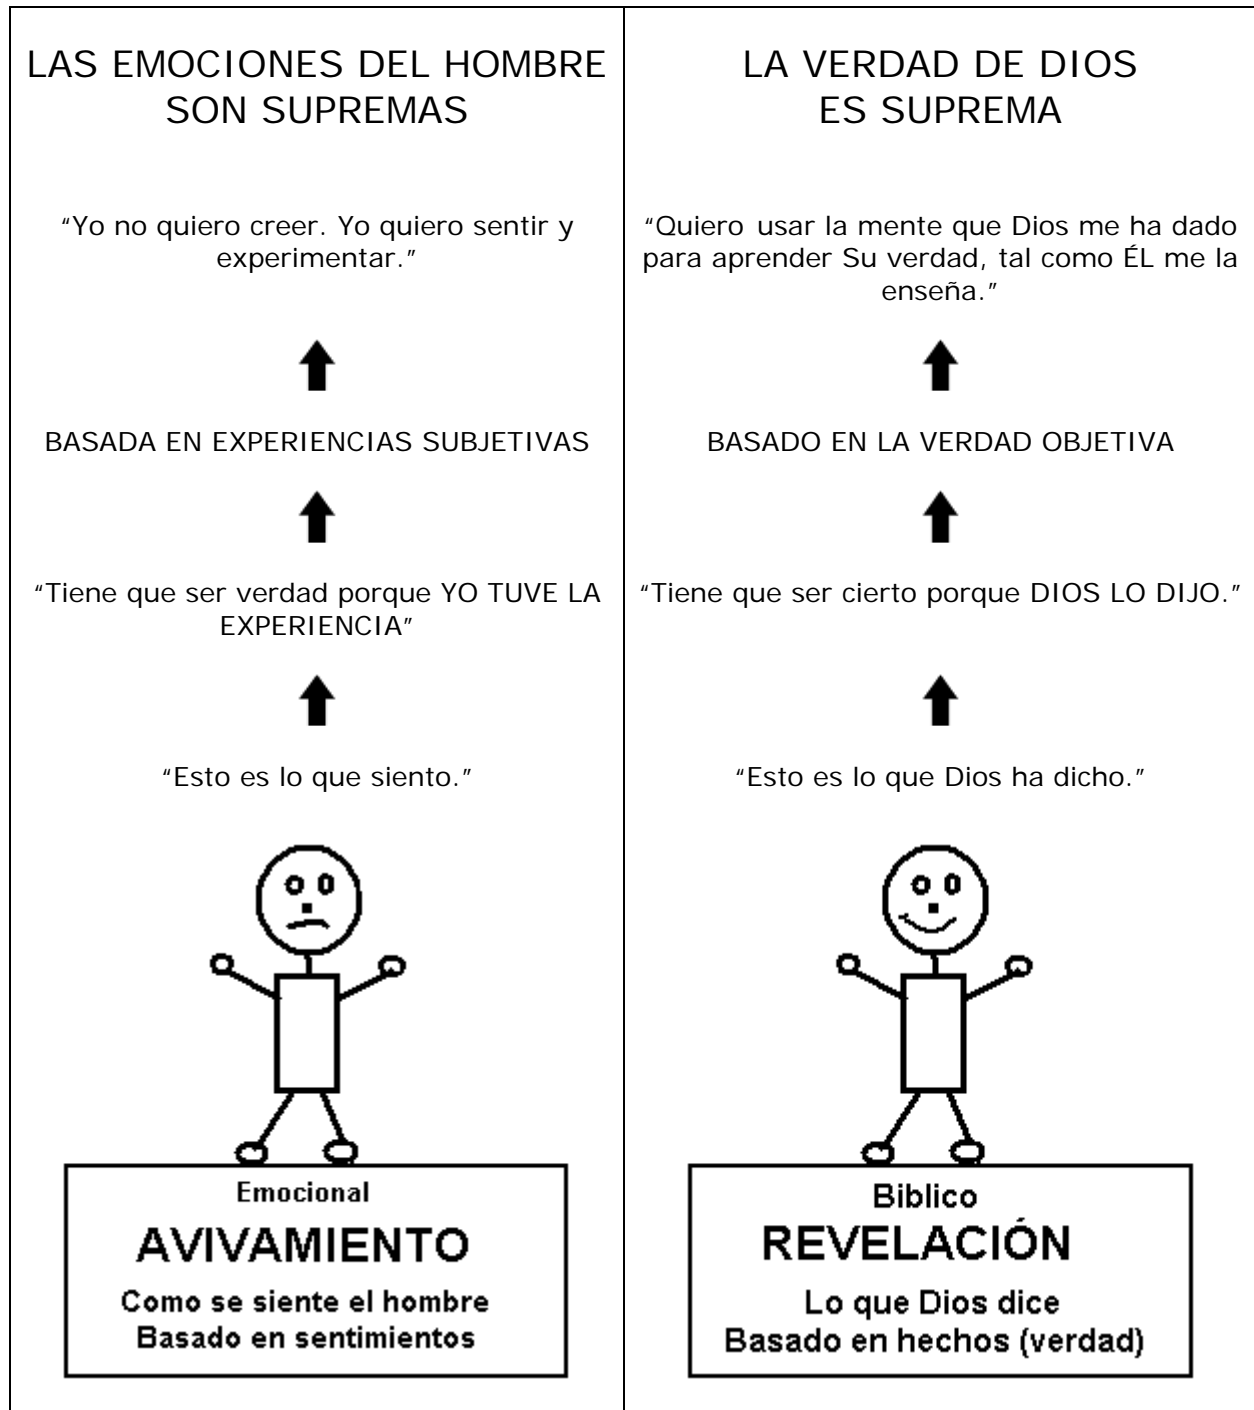 LAS EMOCIONES DEL HOMBRE
SON SUPREMAS
“Yo no quiero creer. Yo quiero sentir y
experimentar.”
BASADA EN EXPERIENCIAS SUBJETIVAS
“Tiene que ser verdad porque YO TUVE LA
EXPERIENCIA”
“Esto es lo que siento.”
Emocional
AVIVAMIENTO
Como se siente el hombre
Basado en sentimientos
LA VERDAD DE DIOS
ES SUPREMA
“Quiero usar la mente que Dios me ha dado
para aprender Su verdad, tal como ÉL me la
enseña.”
BASADO EN LA VERDAD OBJETIVA
“Tiene que ser cierto porque DIOS LO DIJO.”
“Esto es lo que Dios ha dicho.”
Biblico
REVELACIÓN
Lo que Dios dice
Basado en hechos (verdad)